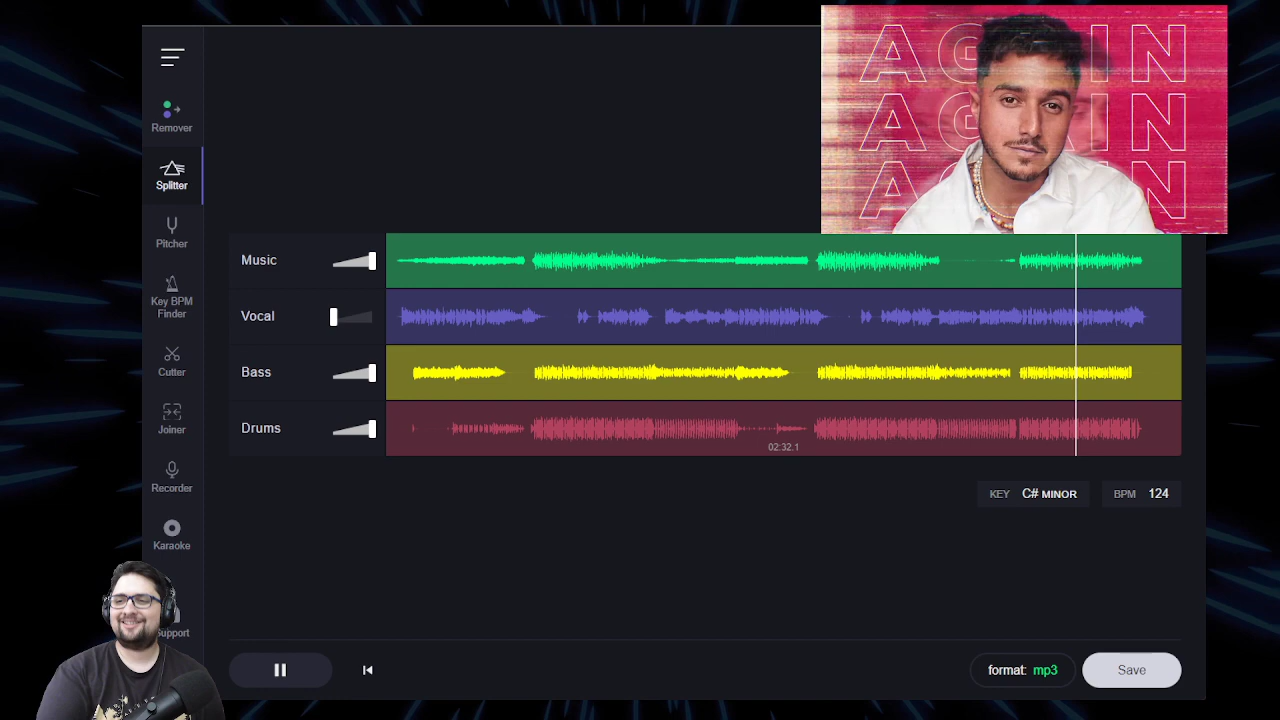 AGAIN
AGAIN
AGAIN
Remover
Splitter
Pitcher
Key BPM
Finder
Cutter
Joiner
Recorder
Karaoke
Support
Music
Vocal
Bass
Drums
02:32.1
KEY C# MINOR BPM 124
format: mp3 Save